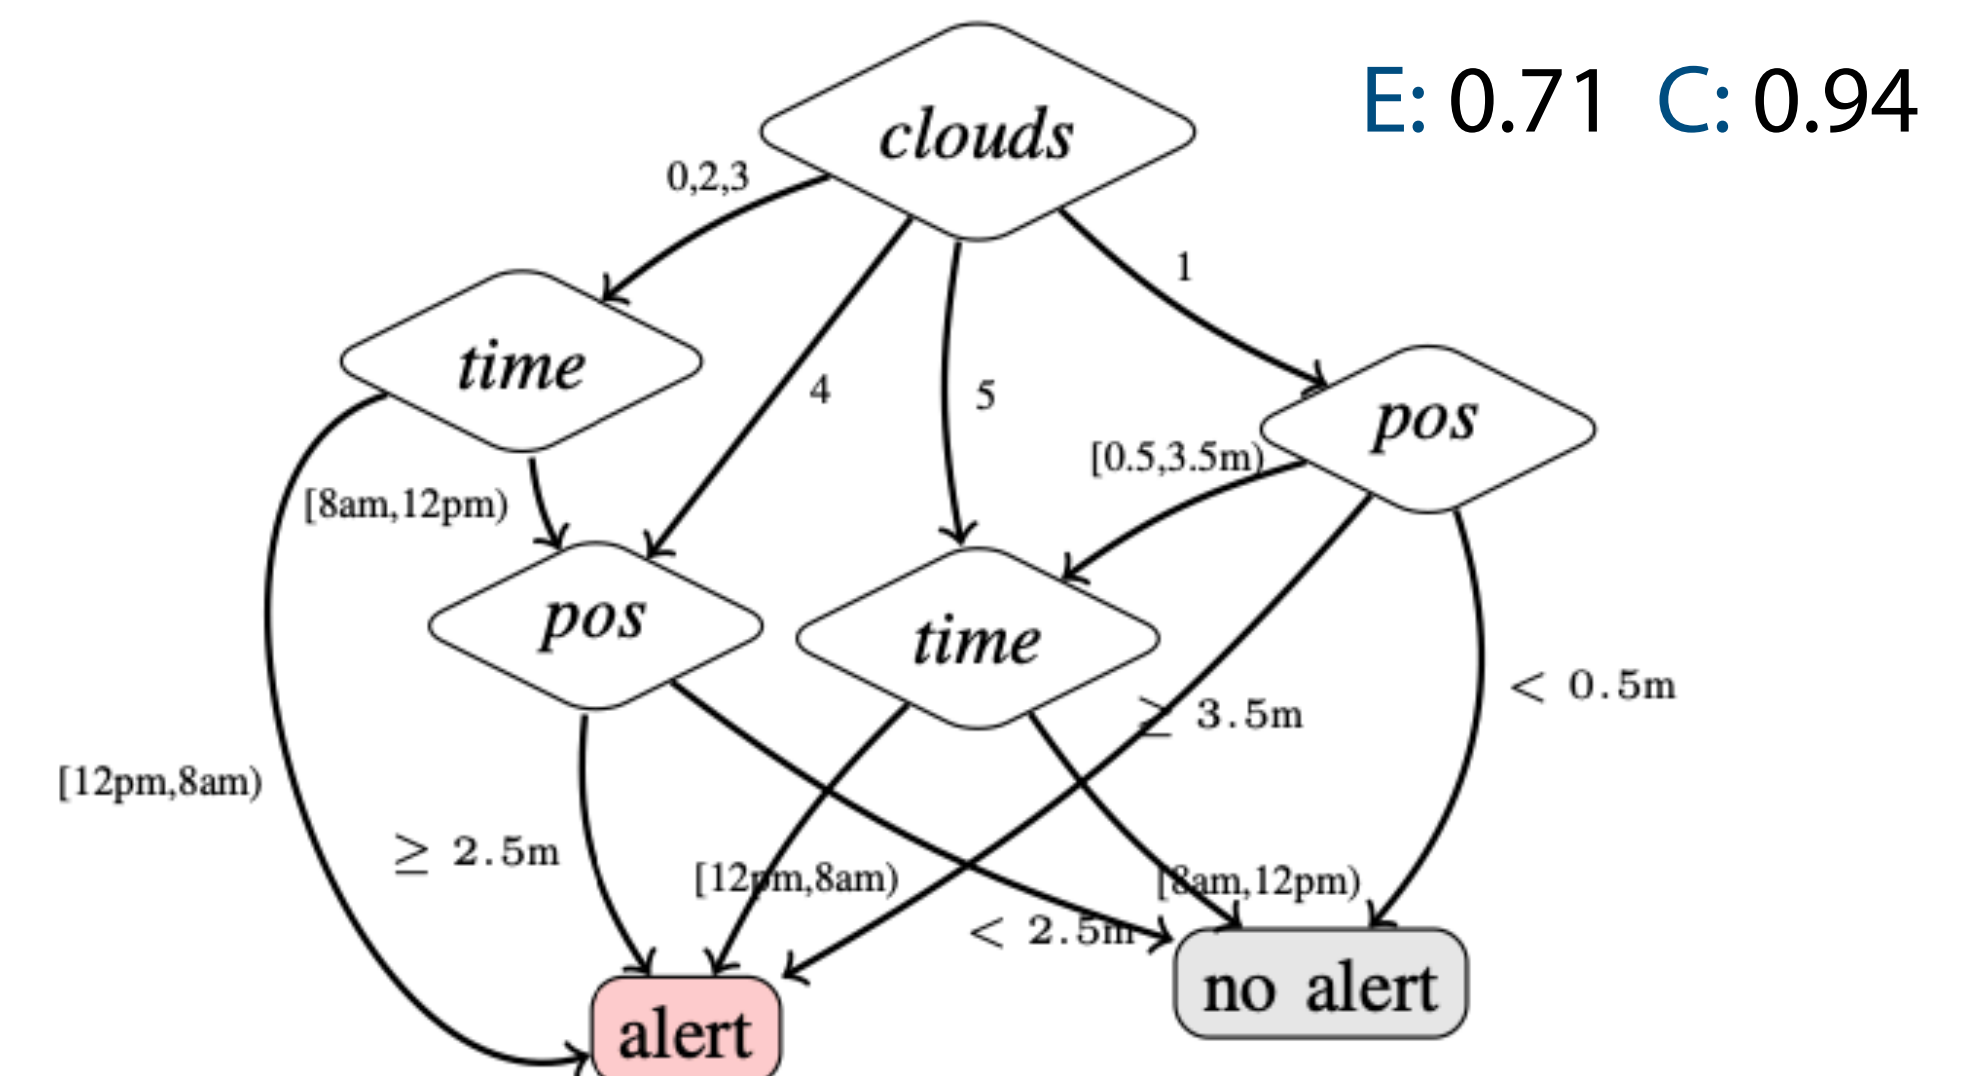 E: 0.71 C: 0.94
clouds
0,2,3
1
time
4
5
pos
[0.5,3.5m)
[8am,12pm)
pos
time
< 0.5m
≥ 3.5m
[12pm,8am)
≥ 2.5m
[12pm,8am)
[8am,12pm)
< 2.5m
no alert
alert